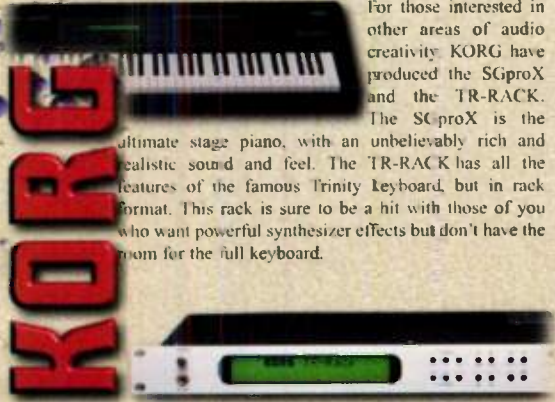 KORG
For those interested in
other areas of audio
creativity, KORG have
produced the SGproX
and the TR-RACK.
The SGproX is the
ultimate stage piano, with an unbelievably rich and
realistic sound and feel. The TR-RACK has all the
features of the famous Trinity keyboard, but in rack
format. This rack is sure to be a hit with those of you
who want powerful synthesizer effects but don't have the
room for the full keyboard.